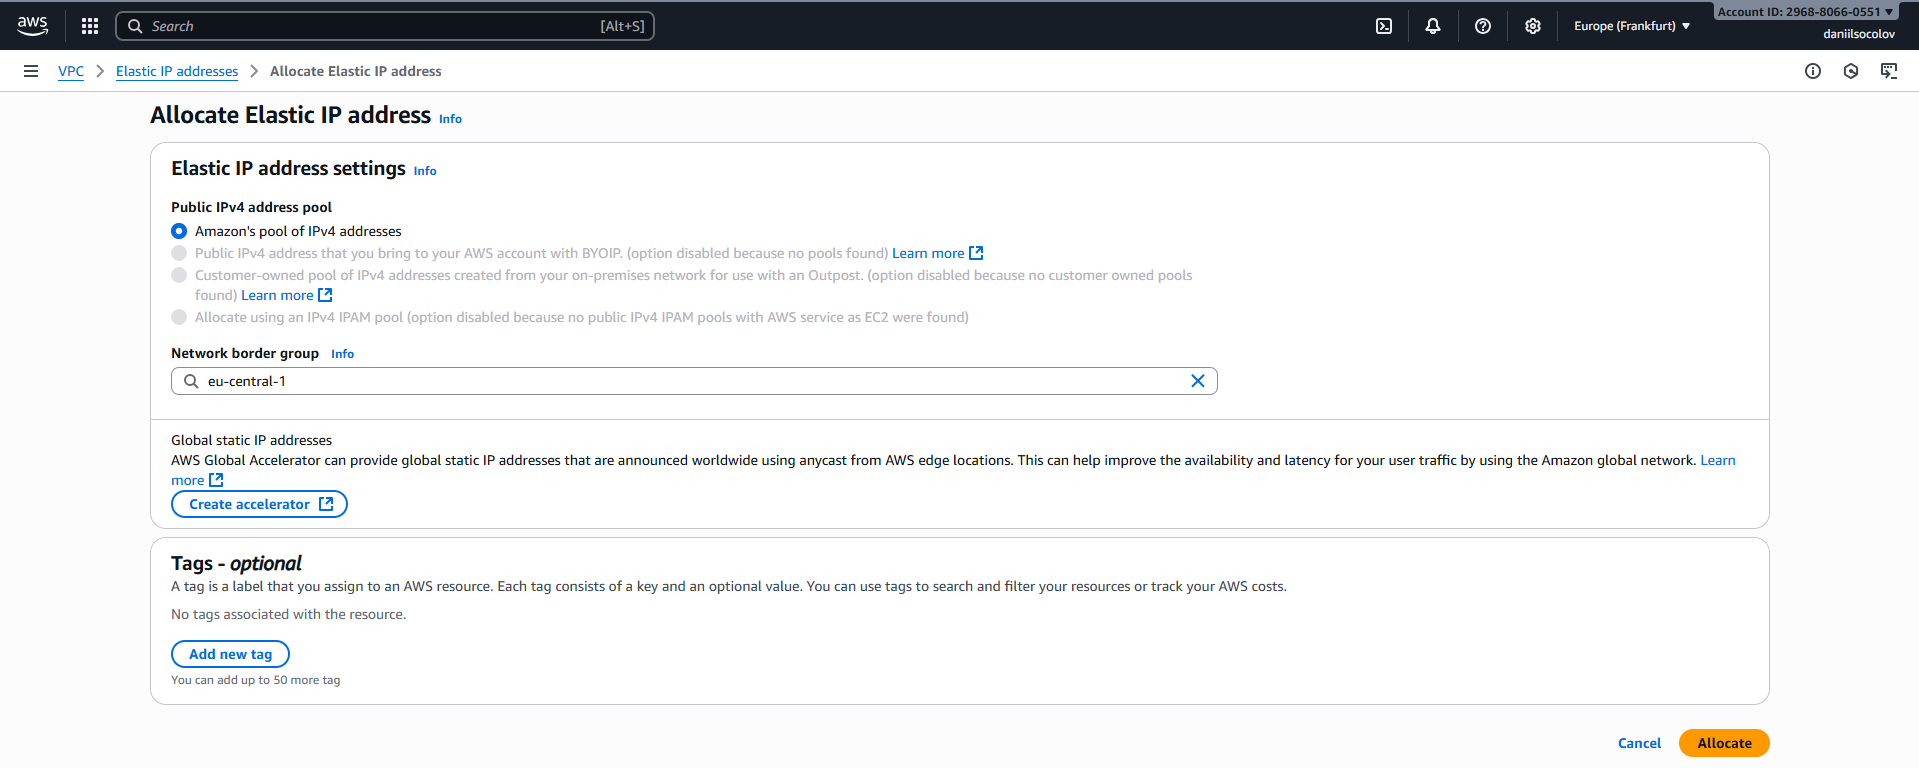 aws
Search [Alt+S]
Europe (Frankfurt)
Account ID: 2968-8066-0551
daniilsocolov
VPC
Elastic IP addresses
Allocate Elastic IP address
Allocate Elastic IP address Info
Elastic IP address settings Info
Public IPv4 address pool
Amazon's pool of IPv4 addresses
Public IPv4 address that you bring to your AWS account with BYOIP. (option disabled because no pools found) Learn more
Customer-owned pool of IPv4 addresses created from your on-premises network for use with an Outpost. (option disabled because no customer owned pools
found) Learn more
Allocate using an IPv4 IPAM pool (option disabled because no public IPv4 IPAM pools with AWS service as EC2 were found)
Network border group Info
eu-central-1
Global static IP addresses
AWS Global Accelerator can provide global static IP addresses that are announced worldwide using anycast from AWS edge locations. This can help improve the availability and latency for your user traffic by using the Amazon global network. Learn
more
Create accelerator
Tags - optional
A tag is a label that you assign to an AWS resource. Each tag consists of a key and an optional value. You can use tags to search and filter your resources or track your AWS costs.
No tags associated with the resource.
Add new tag
You can add up to 50 more tag
Cancel
Allocate